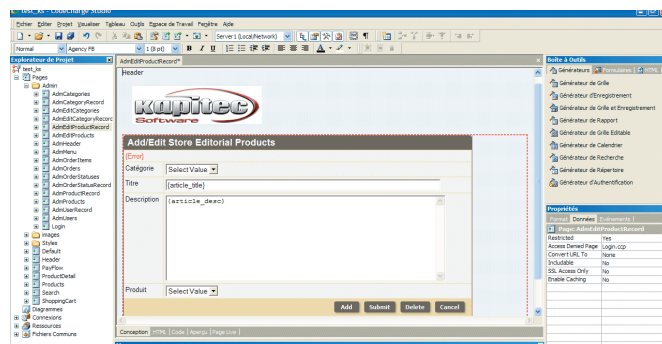 test_ks - CodeCharge Studio
Fichier Editer Projet Visualiser Tableau Outils Espace de Travail Fenêtre Aide
Server1 (Local\Network)
Normal Agency FB 1 (8 pt) B I U
Explorateur de Projet
test_ks
Pages
Admin
AdmCategories
AdmCategoryRecord
AdmEditCategories
AdmEditCategoryRecord
AdmEditProductRecord
AdmEditProducts
AdmHeader
AdmMenu
AdmOrderItems
AdmOrders
AdmOrderStatuses
AdmOrderStatusRecord
AdmProductRecord
AdmProducts
AdmUserRecord
AdmUsers
Login
images
Styles
Default
Header
PayFlow
ProductDetail
Products
Search
ShoppingCart
Diagrammes
Connexions
Ressources
Fichiers Communs
AdmEditProductRecord*
Header
Kapitec
Software
Add/Edit Store Editorial Products
{Error}
Catégorie Select Value
Titre {article_title}
Description {article_desc}
Produit Select Value
Add Submit Delete Cancel
Conception HTML Code Aperçu Page Live
Boîte à Outils
Générateurs Formulaires HTML
Générateur de Grille
Générateur d'Enregistrement
Générateur de Grille et Enregistrement
Générateur de Rapport
Générateur de Grille Editable
Générateur de Calendrier
Générateur de Recherche
Générateur de Répertoire
Générateur d'Authentification
Propriétés
Format Données Evénements
Page: AdmEditProductRecord
Restricted Yes
Access Denied Page Login.ccp
Convert URL To None
Includable No
SSL Access Only No
Enable Caching No